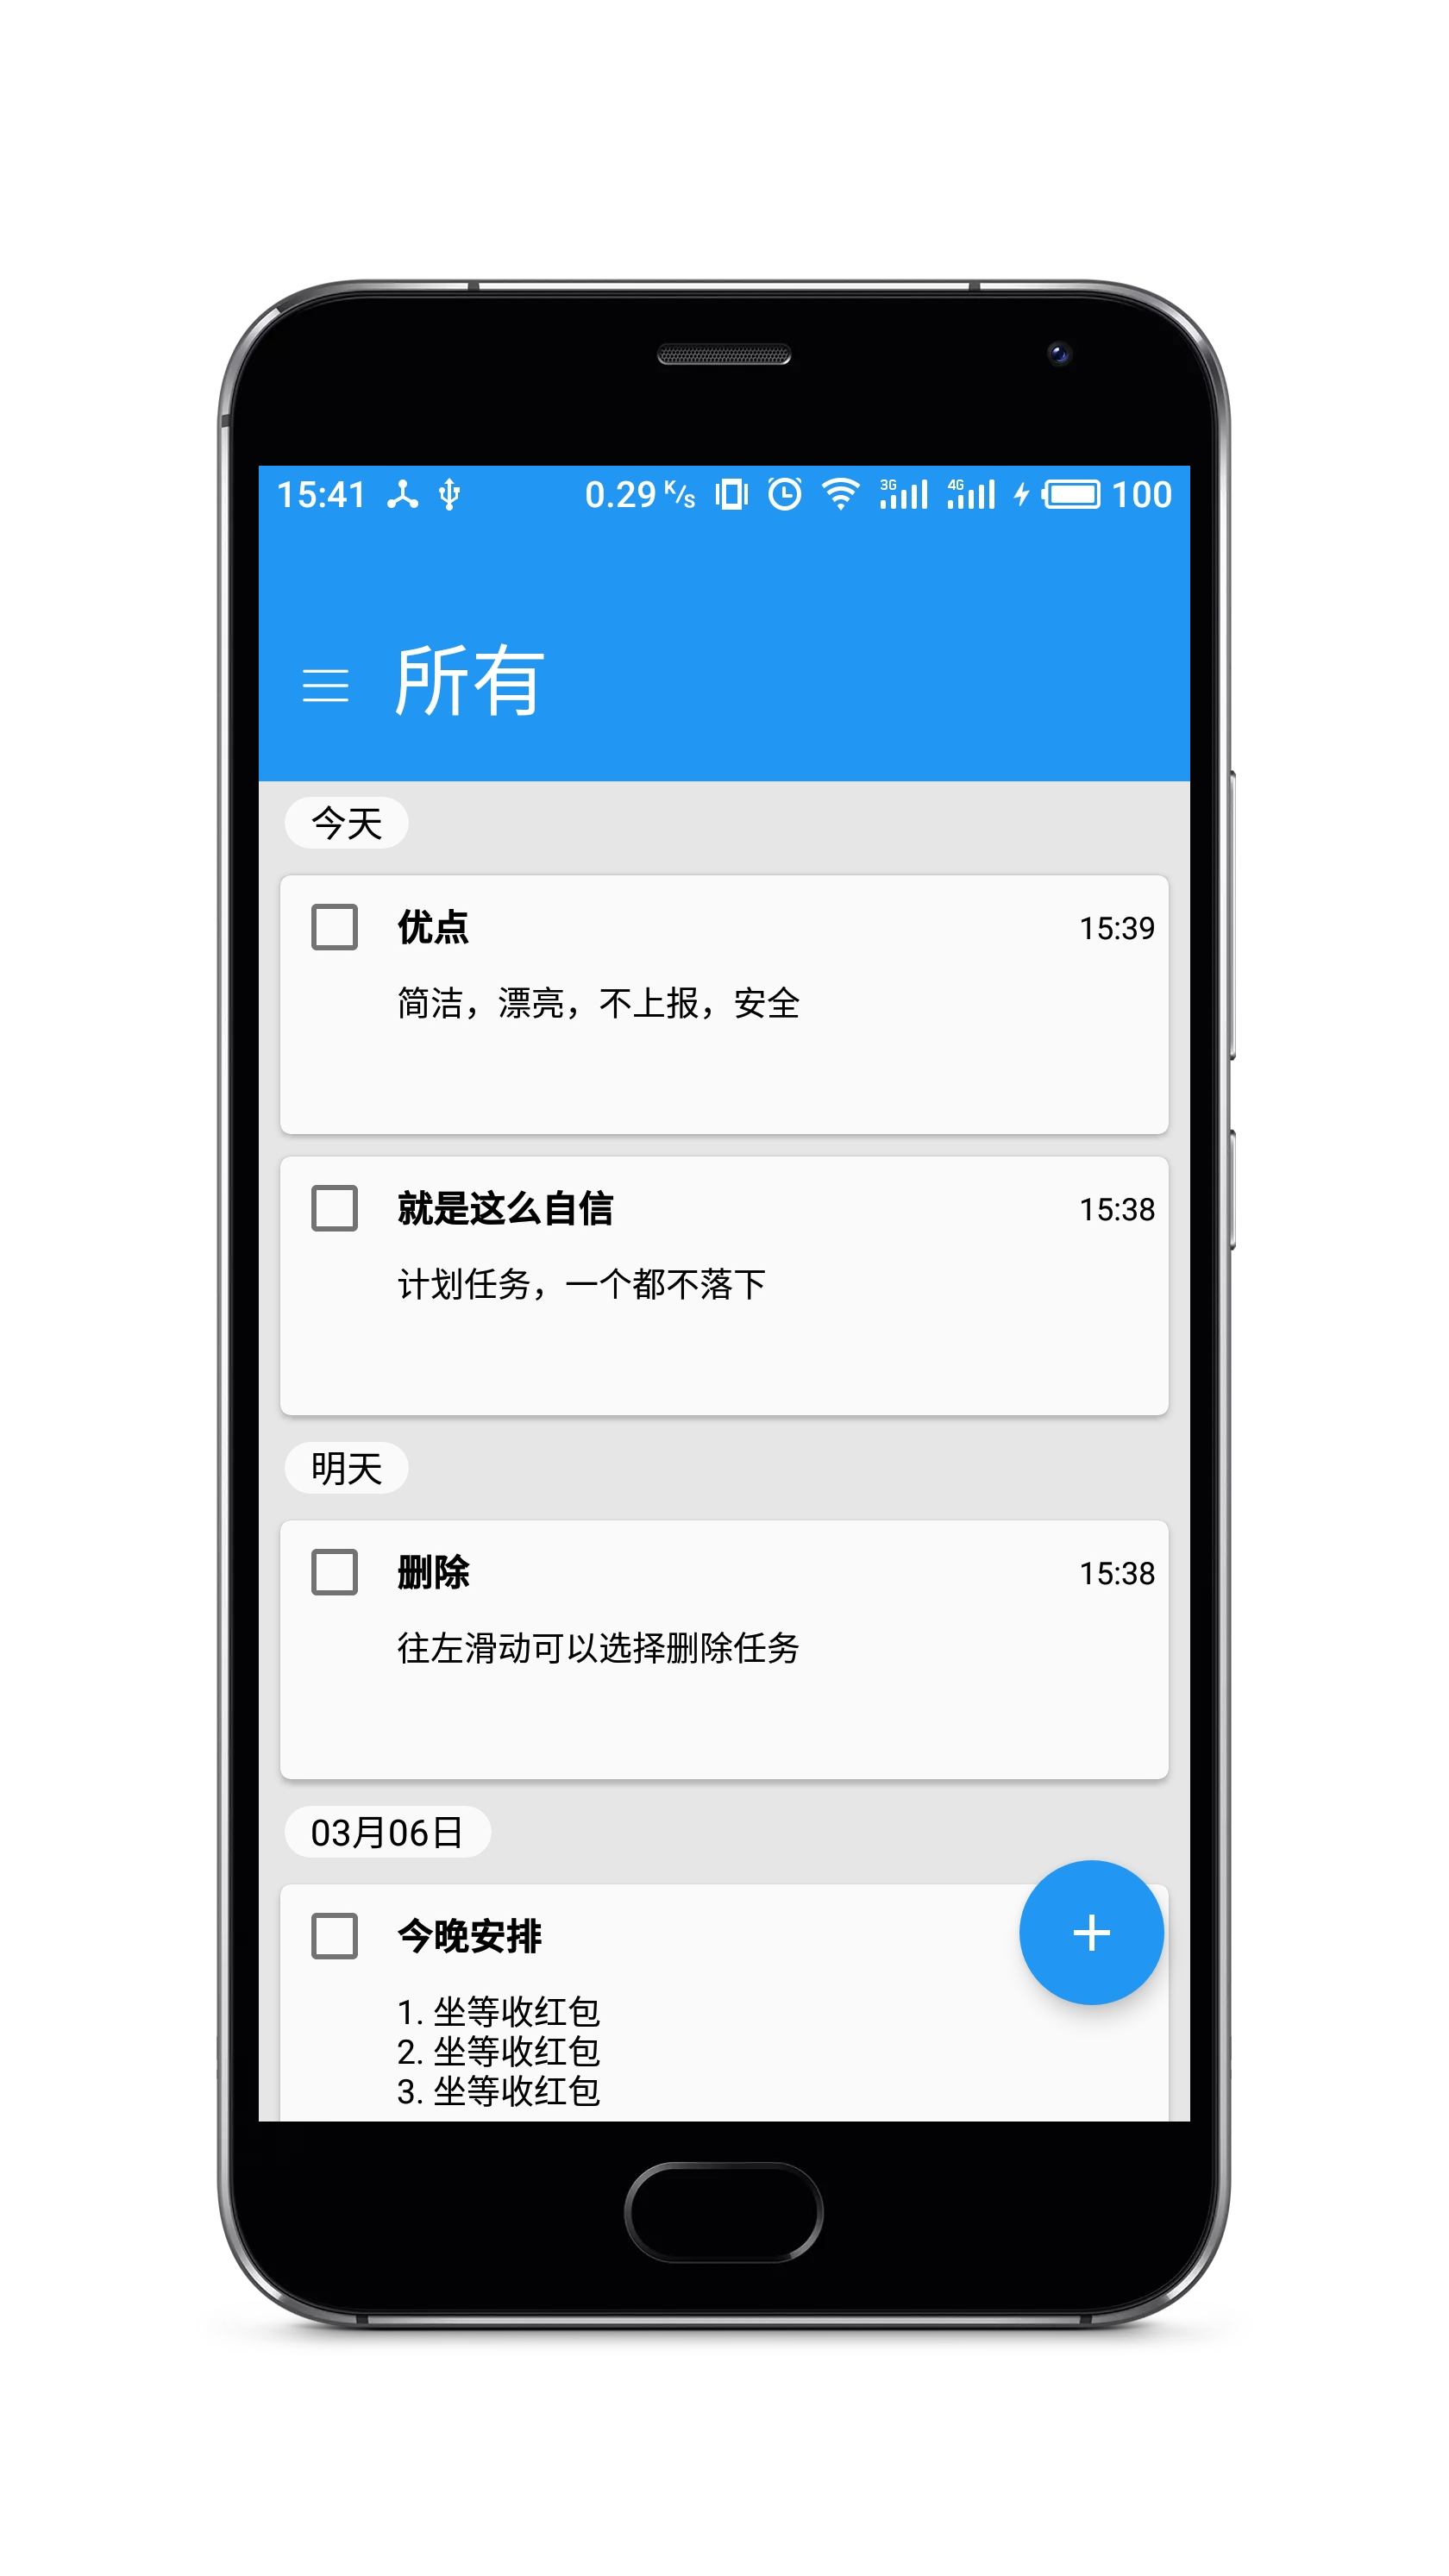 15:41 0.29 K/s 3G 4G 100
所有
今天
优点 15:39
简洁，漂亮，不上报，安全
就是这么自信 15:38
计划任务，一个都不落下
明天
删除 15:38
往左滑动可以选择删除任务
03月06日
今晚安排
1. 坐等收红包
2. 坐等收红包
3. 坐等收红包